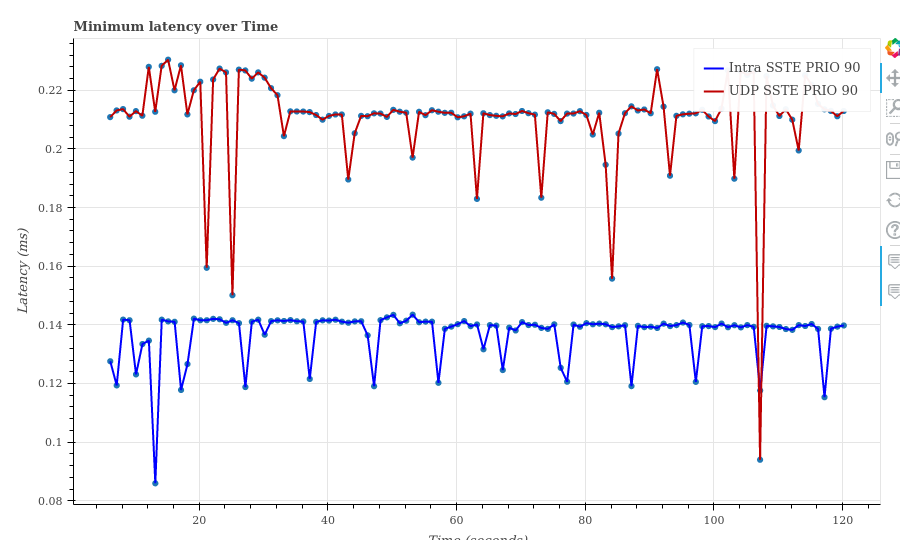 Minimum latency over Time
Intra SSTE PRIO 90
UDP SSTE PRIO 90
0.22
0.2
0.18
0.16
0.14
0.12
0.1
0.08
Latency (ms)
20
40
60
80
100
120
Time (seconds)